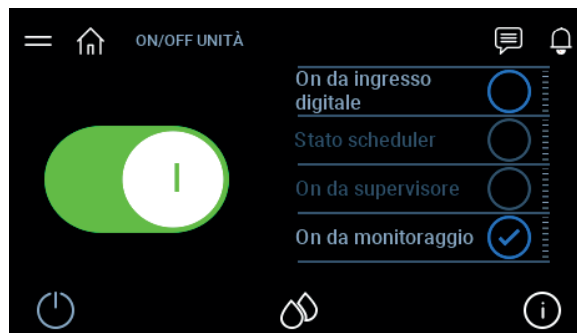 ON/OFF UNITÀ
On da ingresso
digitale
Stato scheduler
On da supervisore
On da monitoraggio